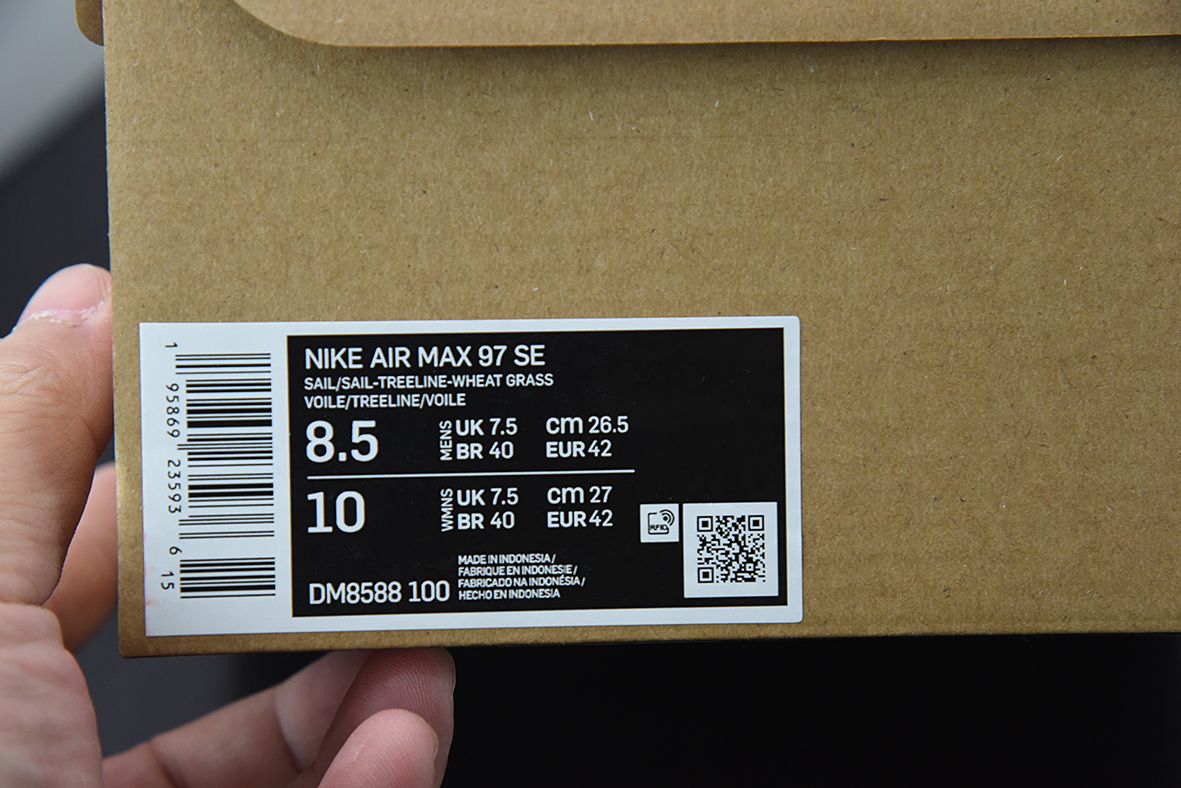 1 95869 23593 6 15
NIKE AIR MAX 97 SE
SAIL/SAIL-TREELINE-WHEAT GRASS
VOILE/TREELINE/VOILE
8.5 MENS UK 7.5 cm 26.5
BR 40 EUR 42
10 WMNS UK 7.5 cm 27
BR 40 EUR 42
RFID
MADE IN INDONESIA /
FABRIQUE EN INDONESIE /
FABRICADO NA INDONÉSIA /
HECHO EN INDONESIA
DM8588 100